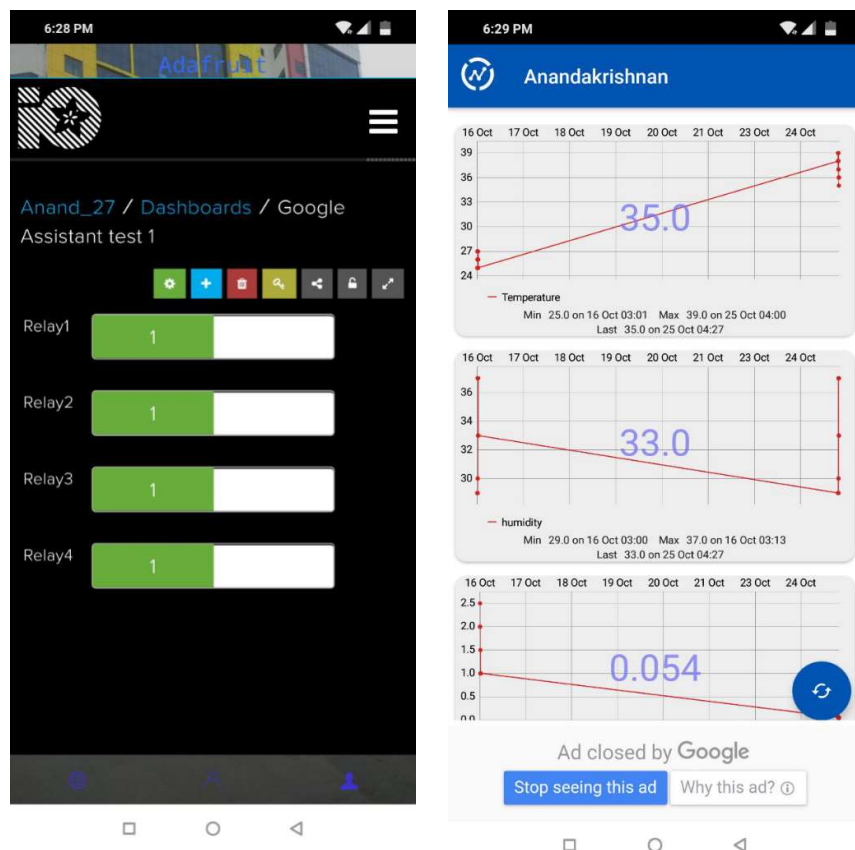 6:28 PM
Adafruit
Anand_27 / Dashboards / Google
Assistant test 1
Relay1
1
Relay2
1
Relay3
1
Relay4
1
6:29 PM
Anandakrishnan
16 Oct 17 Oct 18 Oct 19 Oct 20 Oct 21 Oct 23 Oct 24 Oct
39
36
33
30
27
24
35.0
Temperature
Min 25.0 on 16 Oct 03:01 Max 39.0 on 25 Oct 04:00
Last 35.0 on 25 Oct 04:27
16 Oct 17 Oct 18 Oct 19 Oct 20 Oct 21 Oct 23 Oct 24 Oct
36
34
32
30
33.0
humidity
Min 29.0 on 16 Oct 03:00 Max 37.0 on 16 Oct 03:13
Last 33.0 on 25 Oct 04:27
16 Oct 17 Oct 18 Oct 19 Oct 20 Oct 21 Oct 23 Oct 24 Oct
2.5
2.0
1.5
1.0
0.5
0.0
0.054
Ad closed by Google
Stop seeing this ad Why this ad?